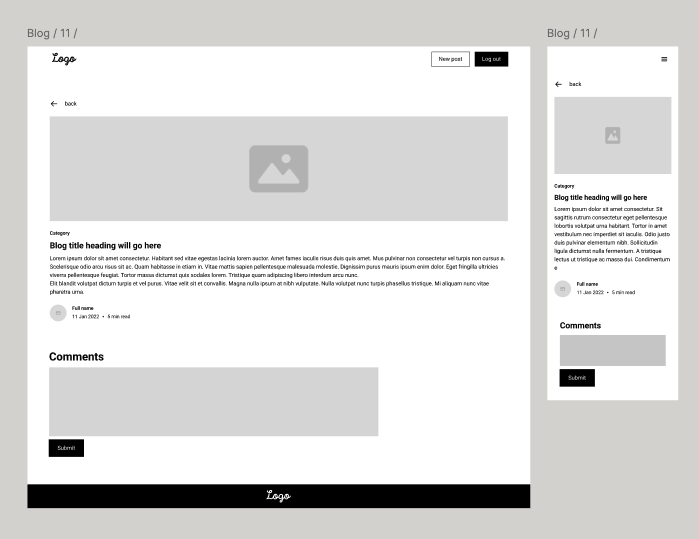 Blog / 11 /
Logo
New post
Log out
back
Category
Blog title heading will go here
Lorem ipsum dolor sit amet consectetur. Habitant sed vitae egestas lacinia lorem auctor. Amet fames iaculis risus duis quis amet. Mus pulvinar non consectetur vel turpis non cursus a.
Scelerisque odio arcu risus sit ac. Quam habitasse in etiam in. Vitae mattis sapien pellentesque malesuada molestie. Dignissim purus mauris ipsum enim dolor. Eget fringilla ultricies
viverra pellentesque feugiat. Tortor massa dictumst quis sodales lorem. Tristique quam adipiscing libero interdum arcu nunc.
Elit blandit volutpat dictum turpis et vel purus. Vitae velit sit et convallis. Magna nulla ipsum at nibh vulputate. Nulla volutpat nunc turpis phasellus tristique. Mi aliquam nunc vitae
pharetra urna.
Full name
11 Jan 2022 • 5 min read
Comments
Submit
Logo
Blog / 11 /
back
Category
Blog title heading will go here
Lorem ipsum dolor sit amet consectetur. Sit
sagittis rutrum consectetur eget pellentesque
lobortis volutpat urna habitant. Tortor in amet
vestibulum nec imperdiet sit iaculis. Odio justo
duis pulvinar elementum nibh. Sollicitudin
ligula dictumst nulla fermentum. A tristique
lectus ut tristique ac massa dui. Condimentum
e
Full name
11 Jan 2022 • 5 min read
Comments
Submit